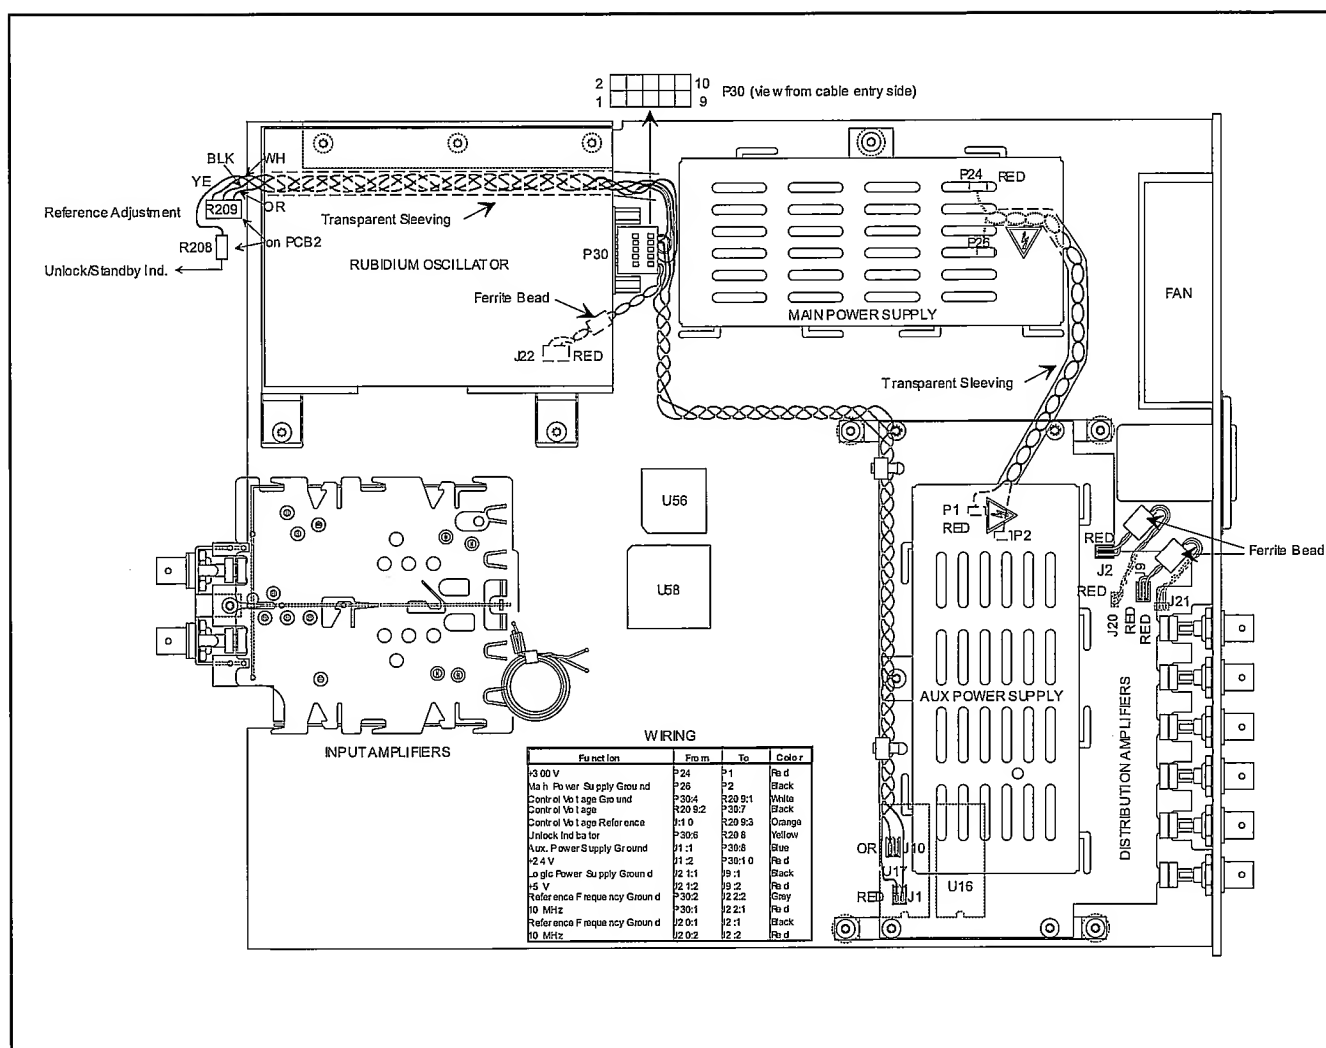 2 10
1 9 P30 (view from cable entry side)
BLK WH
YE
P24 RED
Reference Adjustment
R209 OR
Transparent Sleeving
R208 on PCB2
P26
P30
Unlock/Standby Ind.
RUBIDIUM OSCILLATOR
FAN
Ferrite Bead
MAIN POWER SUPPLY
J22 RED
Transparent Sleeving
U56
P1
RED
P2
RED
J2
Ferrite Bead
J9
U58
RED
J20
RED
RED
J21
AUX POWER SUPPLY
DISTRIBUTION AMPLIFIERS
INPUT AMPLIFIERS
WIRING
Function From To Color
+300 V P24 P1 Red
Main Power Supply Ground P26 P2 Black
Control Voltage Ground P30:4 R209:1 White
Control Voltage R209:2 P30:7 Black
Control Voltage Reference J:10 R209:3 Orange
Unlock Indicator P30:6 R208 Yellow
Aux. Power Supply Ground J1:1 P30:8 Blue
+24 V J1:2 P30:10 Red
Logic Power Supply Ground J21:1 J9:1 Black
+5 V J21:2 J9:2 Red
Reference Frequency Ground P30:2 J22:2 Grey
10 MHz P30:1 J22:1 Red
Reference Frequency Ground J20:1 J2:1 Black
10 MHz J20:2 J2:2 Red
OR J10
U17
U16
RED J1